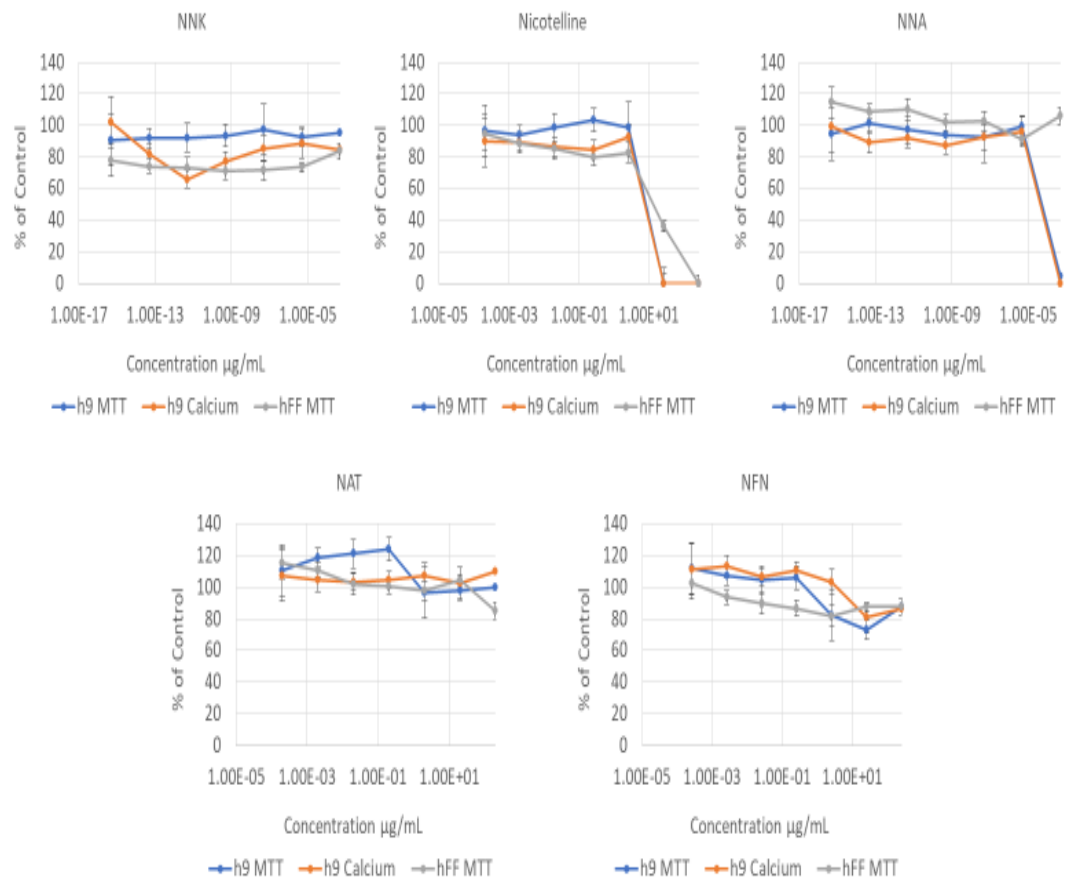 NNK
140
120
100
80
60
40
20
0
% of Control
1.00E-17 1.00E-13 1.00E-09 1.00E-05
Concentration µg/mL
h9 MTT h9 Calcium hFF MTT
Nicotelline
140
120
100
80
60
40
20
0
% of Control
1.00E-05 1.00E-03 1.00E-01 1.00E+01
Concentration µg/mL
h9 MTT h9 Calcium hFF MTT
NNA
140
120
100
80
60
40
20
0
% of Control
1.00E-17 1.00E-13 1.00E-09 1.00E-05
Concentration µg/mL
h9 MTT h9 Calcium hFF MTT
NAT
140
120
100
80
60
40
20
0
% of Control
1.00E-05 1.00E-03 1.00E-01 1.00E+01
Concentration µg/mL
h9 MTT h9 Calcium hFF MTT
NFN
140
120
100
80
60
40
20
0
% of Control
1.00E-05 1.00E-03 1.00E-01 1.00E+01
Concentration µg/mL
h9 MTT h9 Calcium hFF MTT